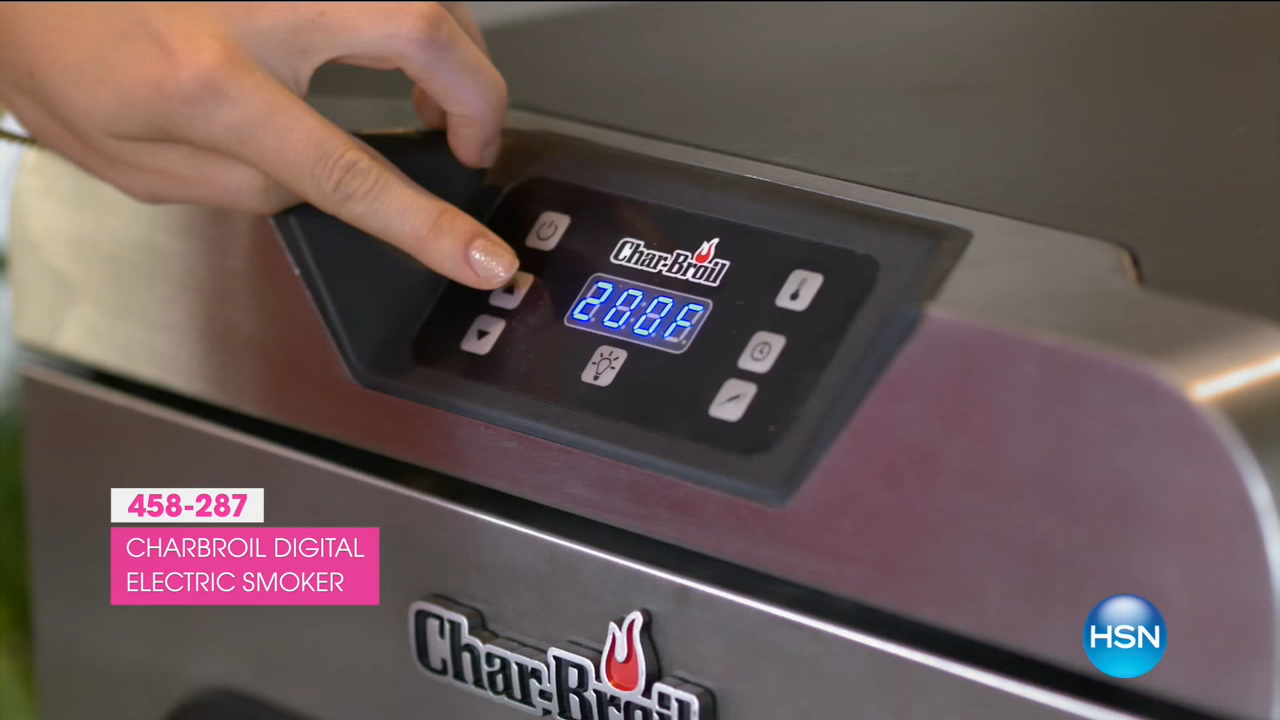 Char-Broil
200F
458-287
CHARBROIL DIGITAL
ELECTRIC SMOKER
Char-Broil
HSN